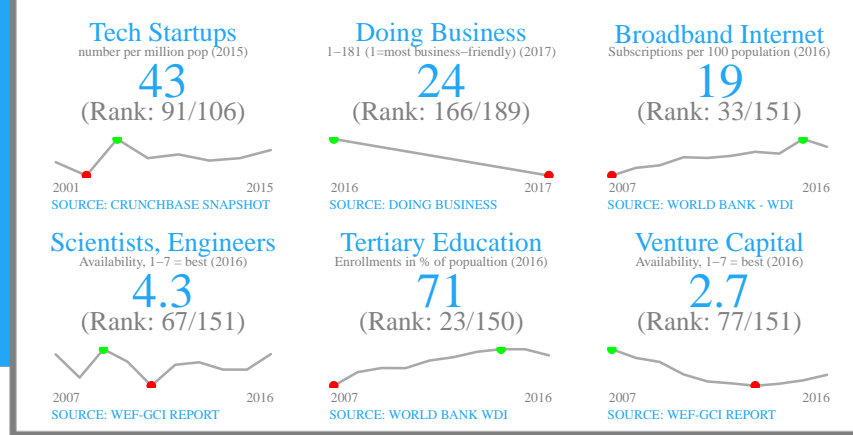 Tech Startups
number per million pop (2015)
43
(Rank: 91/106)
2001 2015
SOURCE: CRUNCHBASE SNAPSHOT
Doing Business
1−181 (1=most business−friendly) (2017)
24
(Rank: 166/189)
2016 2017
SOURCE: DOING BUSINESS
Broadband Internet
Subscriptions per 100 population (2016)
19
(Rank: 33/151)
2007 2016
SOURCE: WORLD BANK - WDI
Scientists, Engineers
Availability, 1−7 = best (2016)
4.3
(Rank: 67/151)
2007 2016
SOURCE: WEF-GCI REPORT
Tertiary Education
Enrollments in % of popualtion (2016)
71
(Rank: 23/150)
2007 2016
SOURCE: WORLD BANK WDI
Venture Capital
Availability, 1−7 = best (2016)
2.7
(Rank: 77/151)
2007 2016
SOURCE: WEF-GCI REPORT